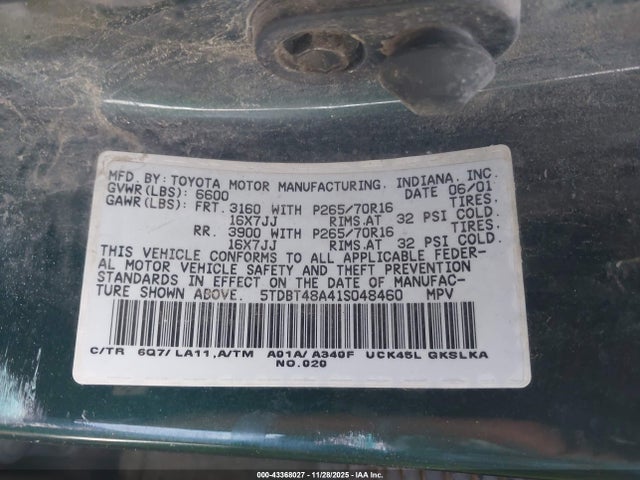 MFD. BY: TOYOTA MOTOR MANUFACTURING. INDIANA, INC.
GVWR(LBS): 6600 DATE 06/01
GAWR(LBS): FRT. 3160 WITH P265/70R16 TIRES.
16X7JJ RIMS.AT 32 PSI COLD.
RR. 3900 WITH P265/70R16 TIRES.
16X7JJ RIMS.AT 32 PSI COLD.
THIS VEHICLE CONFORMS TO ALL APPLICABLE FEDER-
AL MOTOR VEHICLE SAFETY AND THEFT PREVENTION
STANDARDS IN EFFECT ON THE DATE OF MANUFAC-
TURE SHOWN ABOVE. 5TDBT48A41S048460 MPV
C/TR 6Q7/ LA11,A/TM A01A/ A340F UCK45L GKSLKA
NO.020
000-43368027 - 11/28/2025 - IAAI.COM